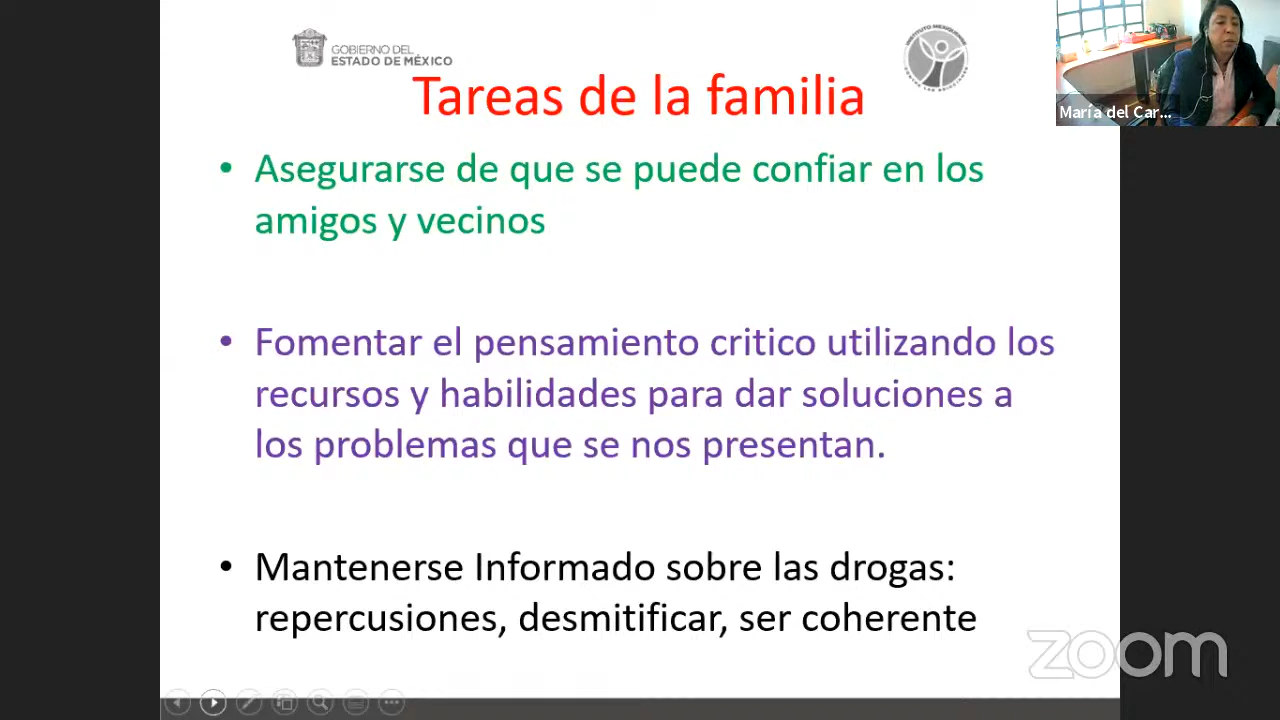 GOBIERNO DEL
ESTADO DE MÉXICO
Tareas de la familia
María del Car...
• Asegurarse de que se puede confiar en los
amigos y vecinos
• Fomentar el pensamiento critico utilizando los
recursos y habilidades para dar soluciones a
los problemas que se nos presentan.
• Mantenerse Informado sobre las drogas:
repercusiones, desmitificar, ser coherente
zoom